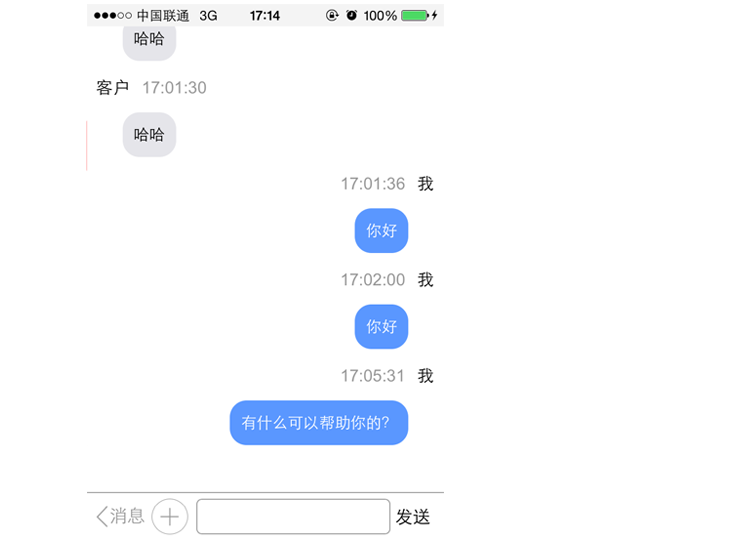 中国联通 3G 17:14 100%
哈哈
客户 17:01:30
哈哈
17:01:36 我
你好
17:02:00 我
你好
17:05:31 我
有什么可以帮助你的?
消息 发送